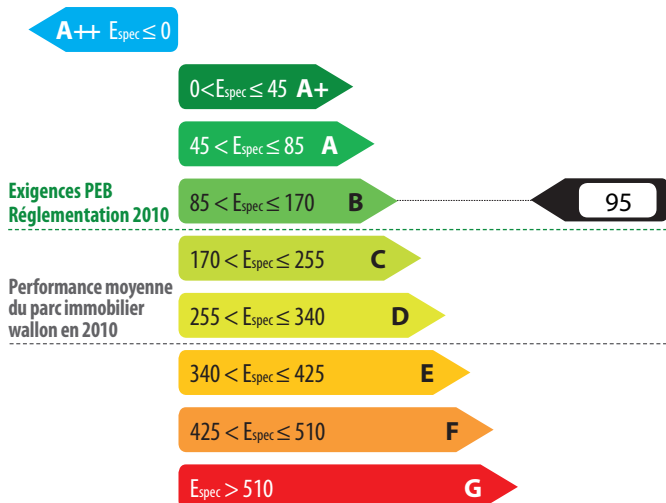 A++ Espec ≤ 0
0<Espec ≤ 45 A+
45 < Espec ≤ 85 A
Exigences PEB
Réglementation 2010
85 < Espec ≤ 170 B
95
170 < Espec ≤ 255 C
Performance moyenne
du parc immobilier
wallon en 2010
255 < Espec ≤ 340 D
340 < Espec ≤ 425 E
425 < Espec ≤ 510 F
Espec > 510 G